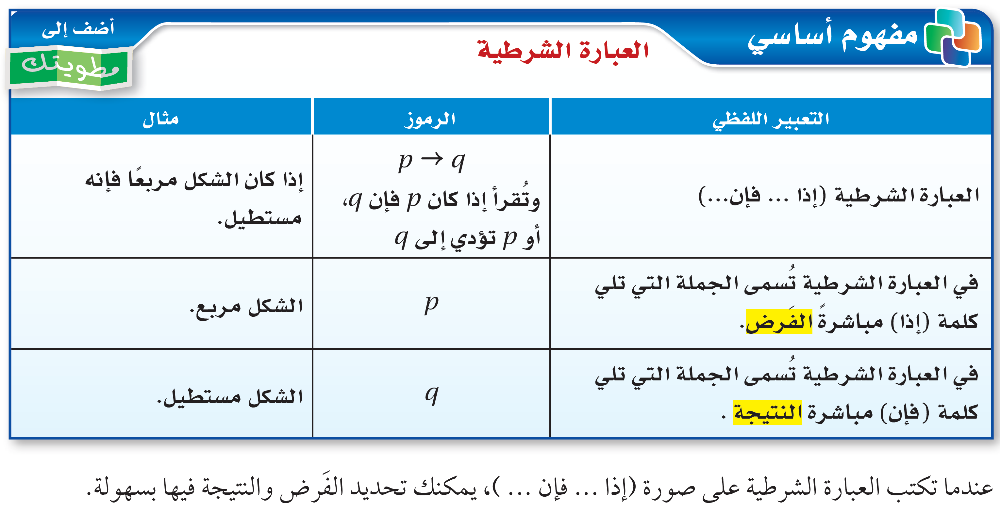 مفهوم أساسي
العبارة الشرطية
أضف إلى
مطويتك
التعبير اللفظي
الرموز
مثال
العبارة الشرطية (إذا ... فإن...)
p → q
وتُقرأ إذا كان p فإن q،
أو p تؤدي إلى q
إذا كان الشكل مربعًا فإنه
مستطيل.
في العبارة الشرطية تُسمى الجملة التي تلي
كلمة (إذا) مباشرةً الفَرض.
p
الشكل مربع.
في العبارة الشرطية تُسمى الجملة التي تلي
كلمة (فإن) مباشرة النتيجة .
q
الشكل مستطيل.
عندما تكتب العبارة الشرطية على صورة (إذا ... فإن ... )، يمكنك تحديد الفَرض والنتيجة فيها بسهولة.